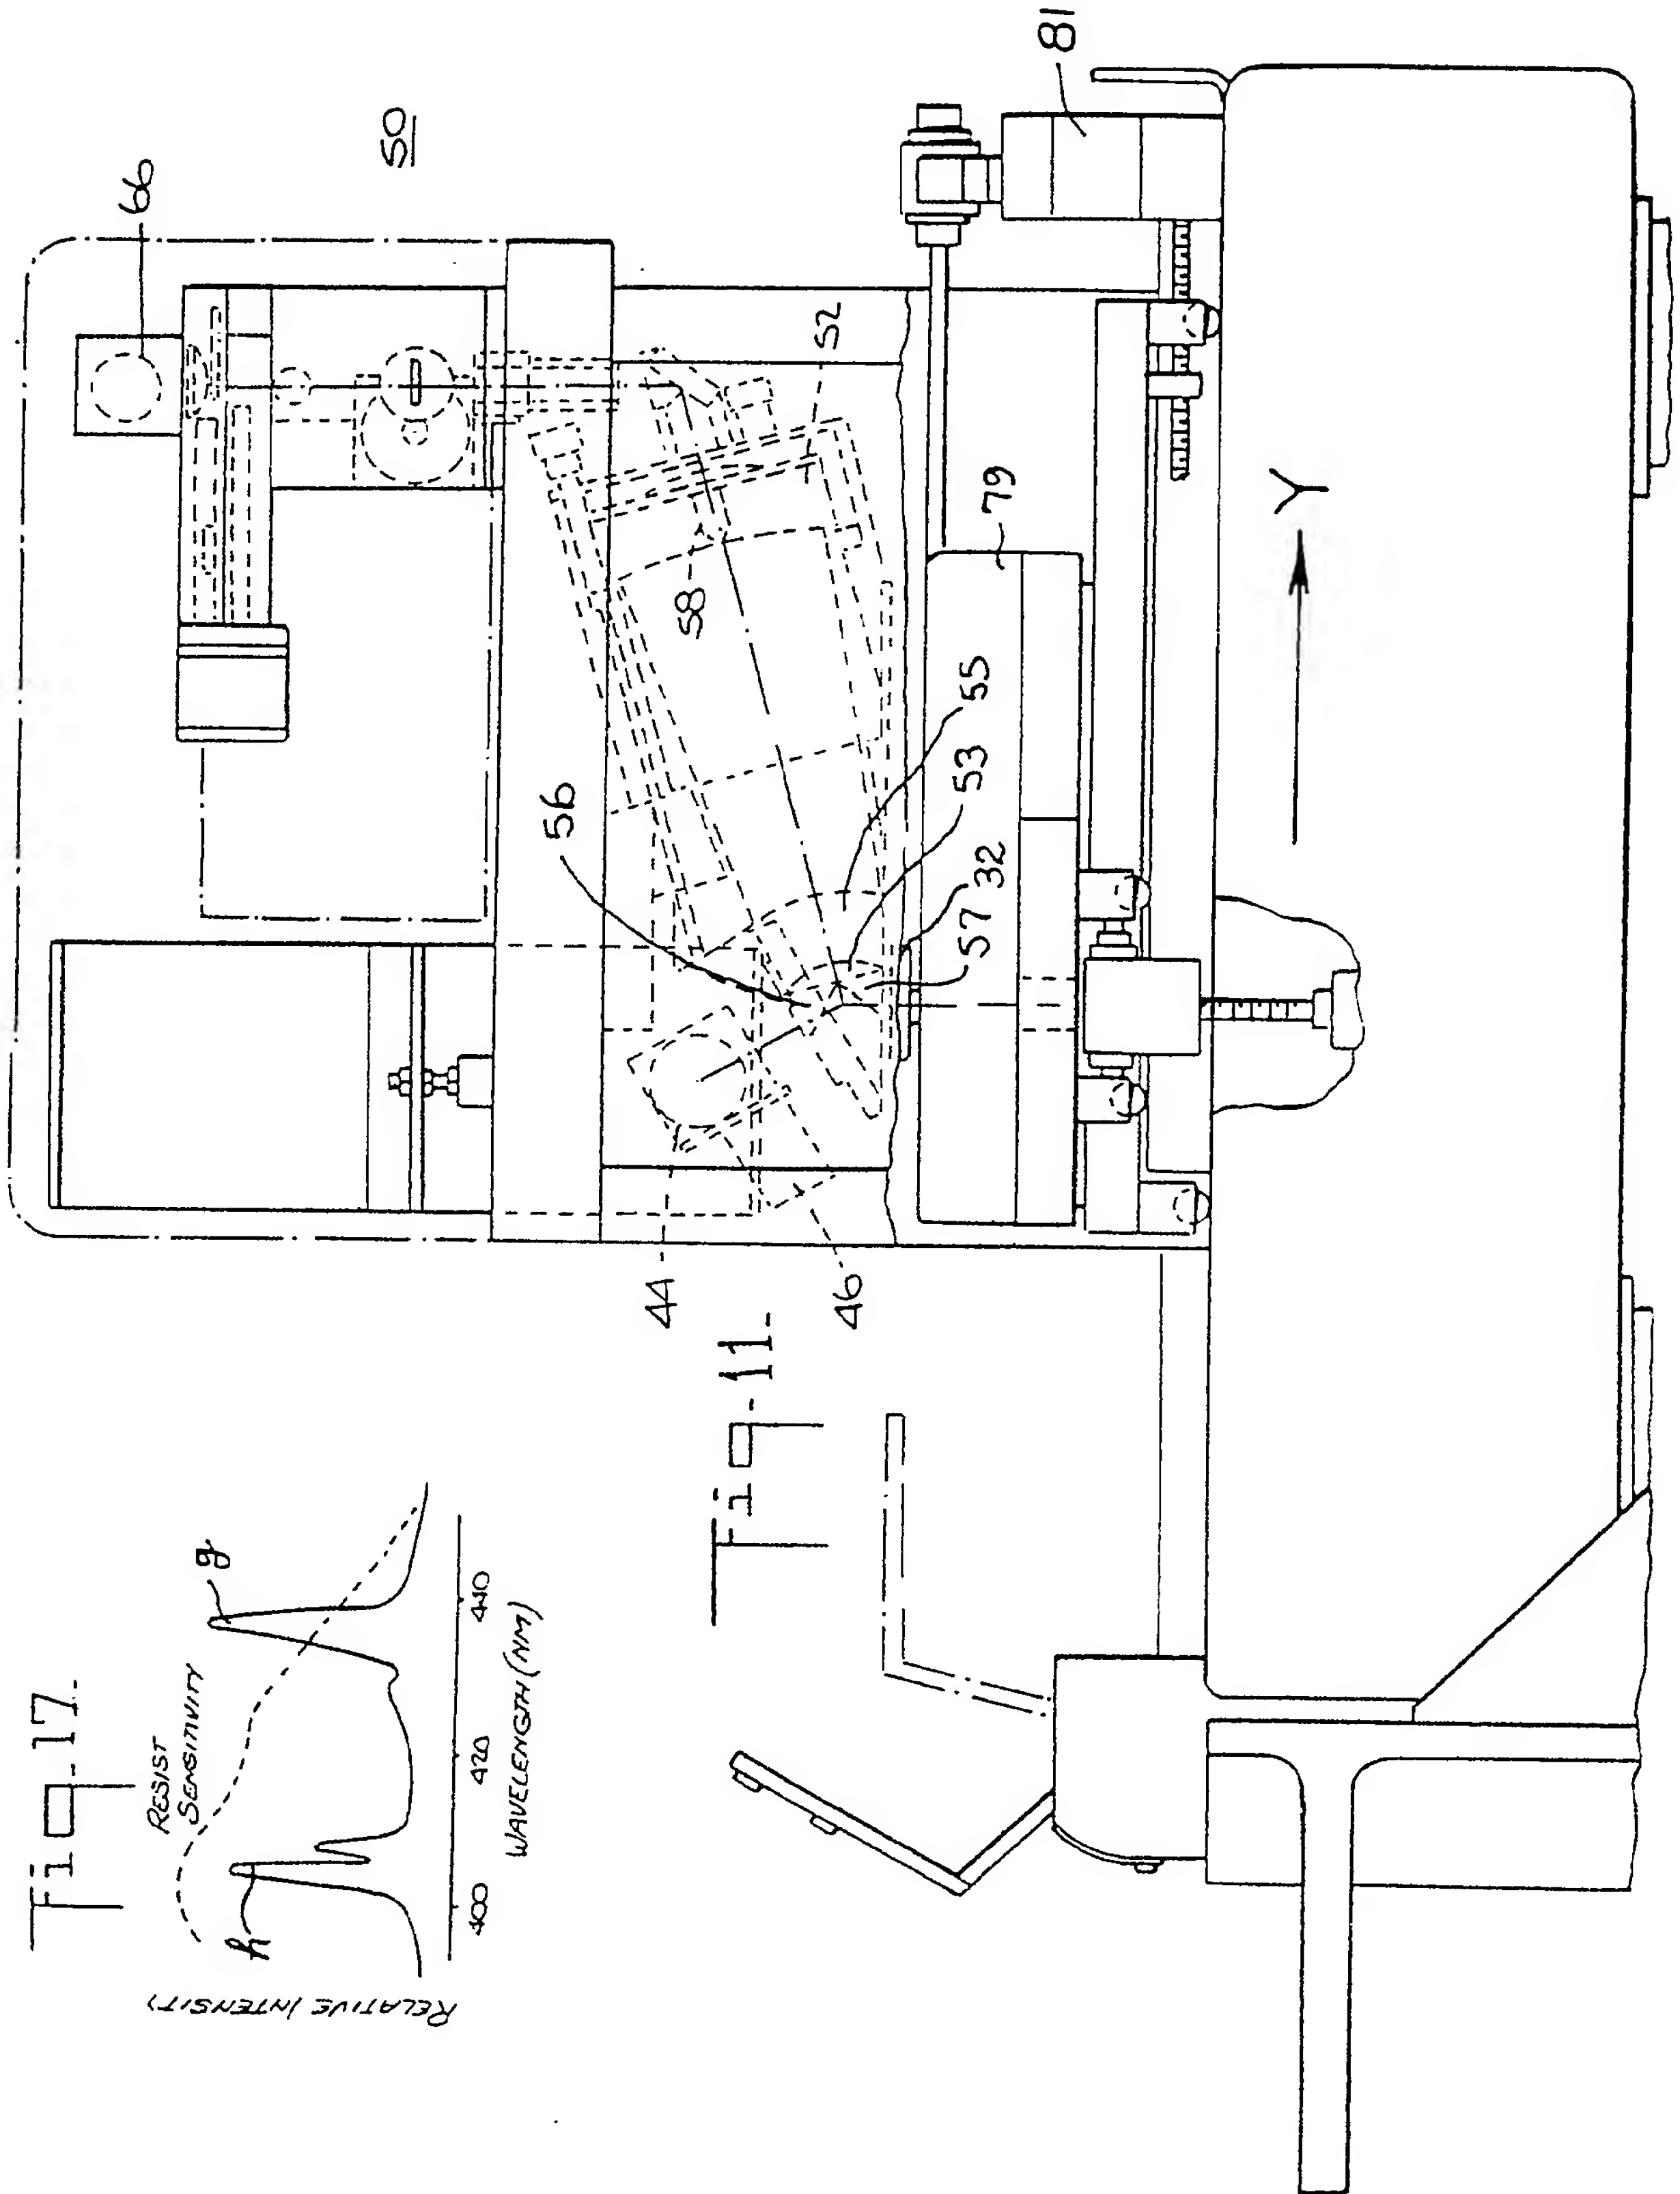 Fig-17.
RELATIVE INTENSITY
RESIST
SENSITIVITY
h
g
400 420 440
WAVELENGTH (NM)
Fig-11.
50
66
52
58
56
55
53
57
32
79
81
44
46
Y